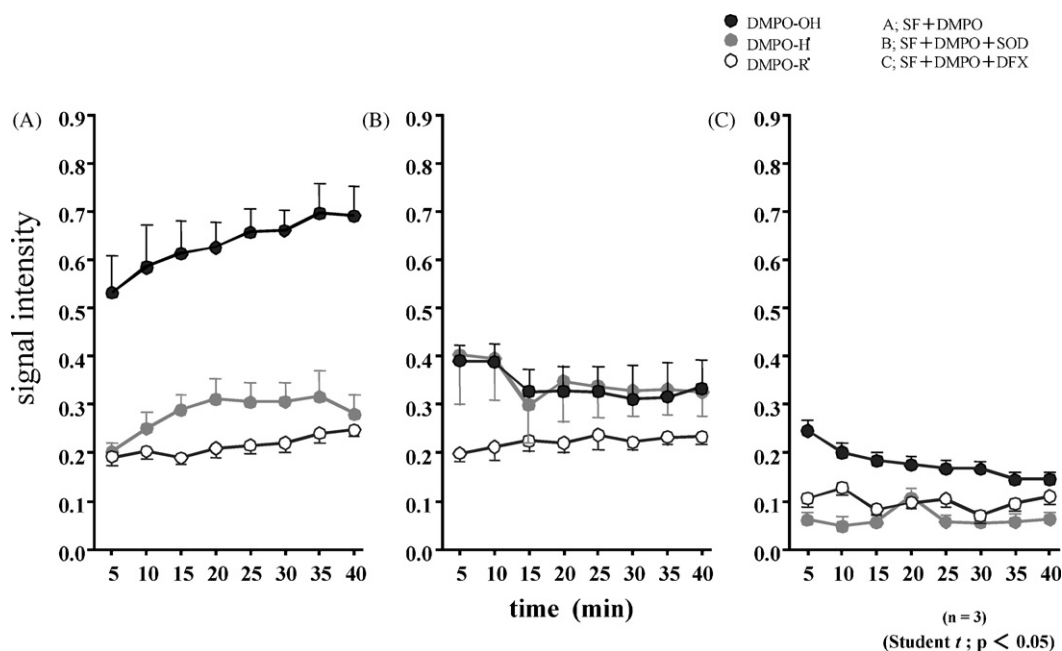 DMPO-OH A; SF+DMPO
DMPO-H• B; SF+DMPO+SOD
DMPO-R• C; SF+DMPO+DFX
(A) (B) (C)
signal intensity
0.9 0.9 0.9
0.8 0.8 0.8
0.7 0.7 0.7
0.6 0.6 0.6
0.5 0.5 0.5
0.4 0.4 0.4
0.3 0.3 0.3
0.2 0.2 0.2
0.1 0.1 0.1
0.0 0.0 0.0
5 10 15 20 25 30 35 40 5 10 15 20 25 30 35 40 5 10 15 20 25 30 35 40
time (min)
(n = 3)
(Student t ; p < 0.05)